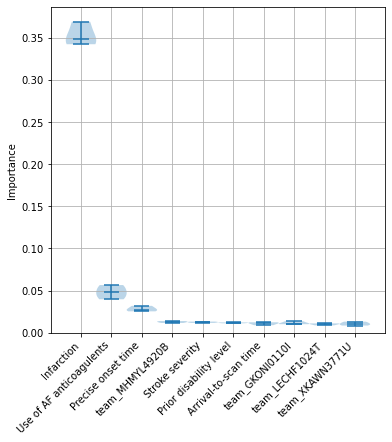 0.35
0.30
0.25
0.20
0.15
0.10
0.05
0.00
Importance
Infarction
Use of AF anticoagulents
Precise onset time
team_MHMYL4920B
Stroke severity
Prior disability level
Arrival-to-scan time
team_GKONI0110I
team_LECHF1024T
team_XKAWN3771U